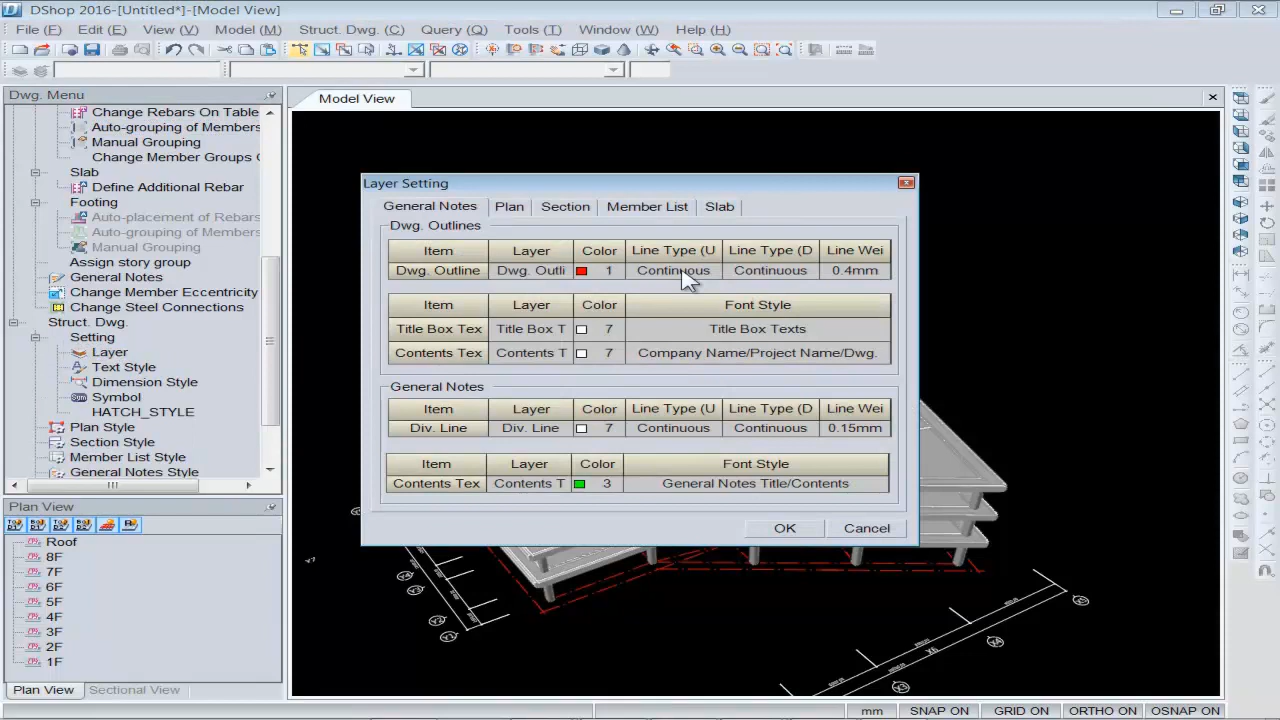 DShop 2016-[Untitled*]-[Model View]
File (F) Edit (E) View (V) Model (M) Struct. Dwg. (C) Query (Q) Tools (T) Window (W) Help (H)
Dwg. Menu
Model View
Change Rebars On Table
Auto-grouping of Members
Manual Grouping
Change Member Groups
Slab
Define Additional Rebar
Footing
Auto-placement of Rebars
Auto-grouping of Members
Manual Grouping
Assign story group
General Notes
Change Member Eccentricity
Change Steel Connections
Struct. Dwg.
Setting
Layer
Text Style
Dimension Style
Symbol
HATCH_STYLE
Plan Style
Section Style
Member List Style
General Notes Style
Plan View
Roof
8F
7F
6F
5F
4F
3F
2F
1F
Plan View Sectional View
Layer Setting
General Notes Plan Section Member List Slab
Dwg. Outlines
Item Layer Color Line Type (U Line Type (D Line Wei
Dwg. Outline Dwg. Outli 1 Continuous Continuous 0.4mm
Item Layer Color Font Style
Title Box Tex Title Box T 7 Title Box Texts
Contents Tex Contents T 7 Company Name/Project Name/Dwg.
General Notes
Item Layer Color Line Type (U Line Type (D Line Wei
Div. Line Div. Line 7 Continuous Continuous 0.15mm
Item Layer Color Font Style
Contents Tex Contents T 3 General Notes Title/Contents
OK Cancel
mm SNAP ON GRID ON ORTHO ON OSNAP ON